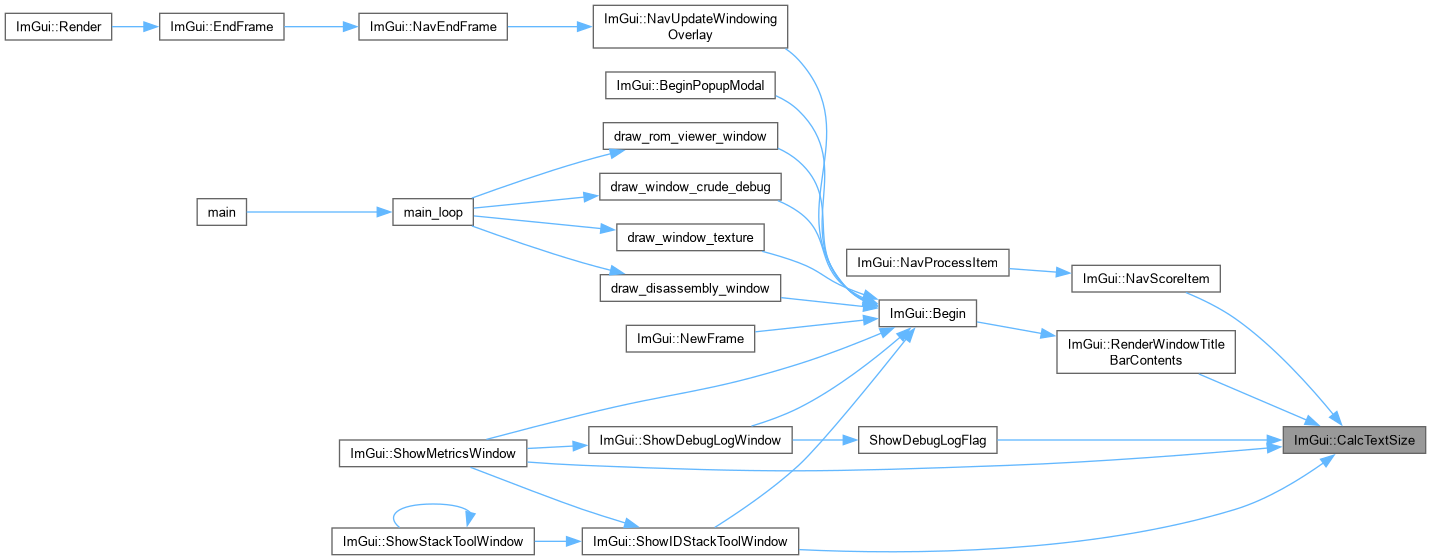 ImGui::Render
ImGui::EndFrame
ImGui::NavEndFrame
ImGui::NavUpdateWindowing
Overlay
ImGui::BeginPopupModal
draw_rom_viewer_window
draw_window_crude_debug
main
main_loop
draw_window_texture
draw_disassembly_window
ImGui::NavProcessItem
ImGui::NavScoreItem
ImGui::Begin
ImGui::NewFrame
ImGui::RenderWindowTitle
BarContents
ImGui::ShowMetricsWindow
ImGui::ShowDebugLogWindow
ShowDebugLogFlag
ImGui::CalcTextSize
ImGui::ShowStackToolWindow
ImGui::ShowIDStackToolWindow